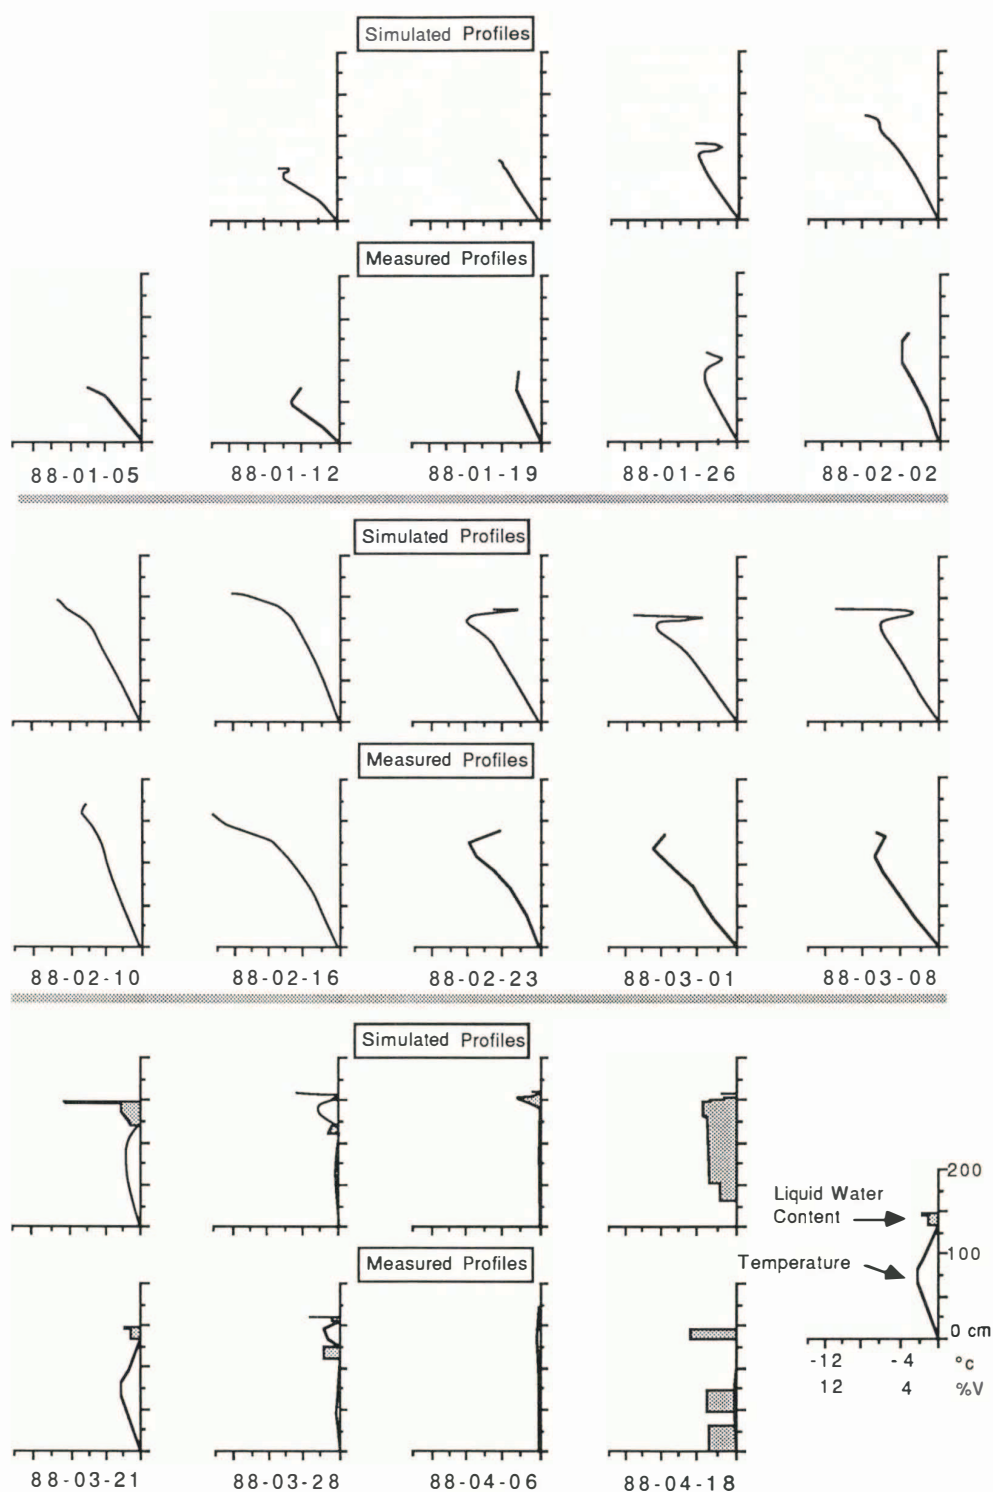 Simulated Profiles
Measured Profiles
88-01-05 88-01-12 88-01-19 88-01-26 88-02-02
Simulated Profiles
Measured Profiles
88-02-10 88-02-16 88-02-23 88-03-01 88-03-08
Simulated Profiles
Measured Profiles
88-03-21 88-03-28 88-04-06 88-04-18
200
Liquid Water
Content
100
Temperature
0 cm
-12 -4 °c
12 4 %V